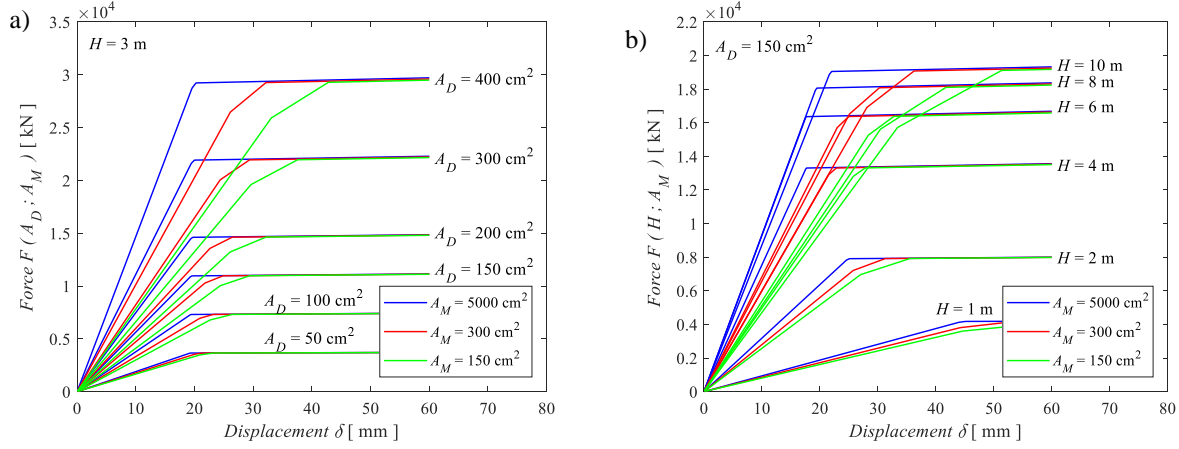 a)
×10⁴
H = 3 m
3.5
3
2.5
2
1.5
1
0.5
0
0 10 20 30 40 50 60 70 80
Force F ( A_D ; A_M ) [ kN ]
Displacement δ [ mm ]
A_D = 400 cm²
A_D = 300 cm²
A_D = 200 cm²
A_D = 150 cm²
A_D = 100 cm²
A_D = 50 cm²
A_M = 5000 cm²
A_M = 300 cm²
A_M = 150 cm²
b)
×10⁴
A_D = 150 cm²
2.2
2
1.8
1.6
1.4
1.2
1
0.8
0.6
0.4
0.2
0
0 10 20 30 40 50 60 70 80
Force F ( H ; A_M ) [ kN ]
Displacement δ [ mm ]
H = 10 m
H = 8 m
H = 6 m
H = 4 m
H = 2 m
H = 1 m
A_M = 5000 cm²
A_M = 300 cm²
A_M = 150 cm²